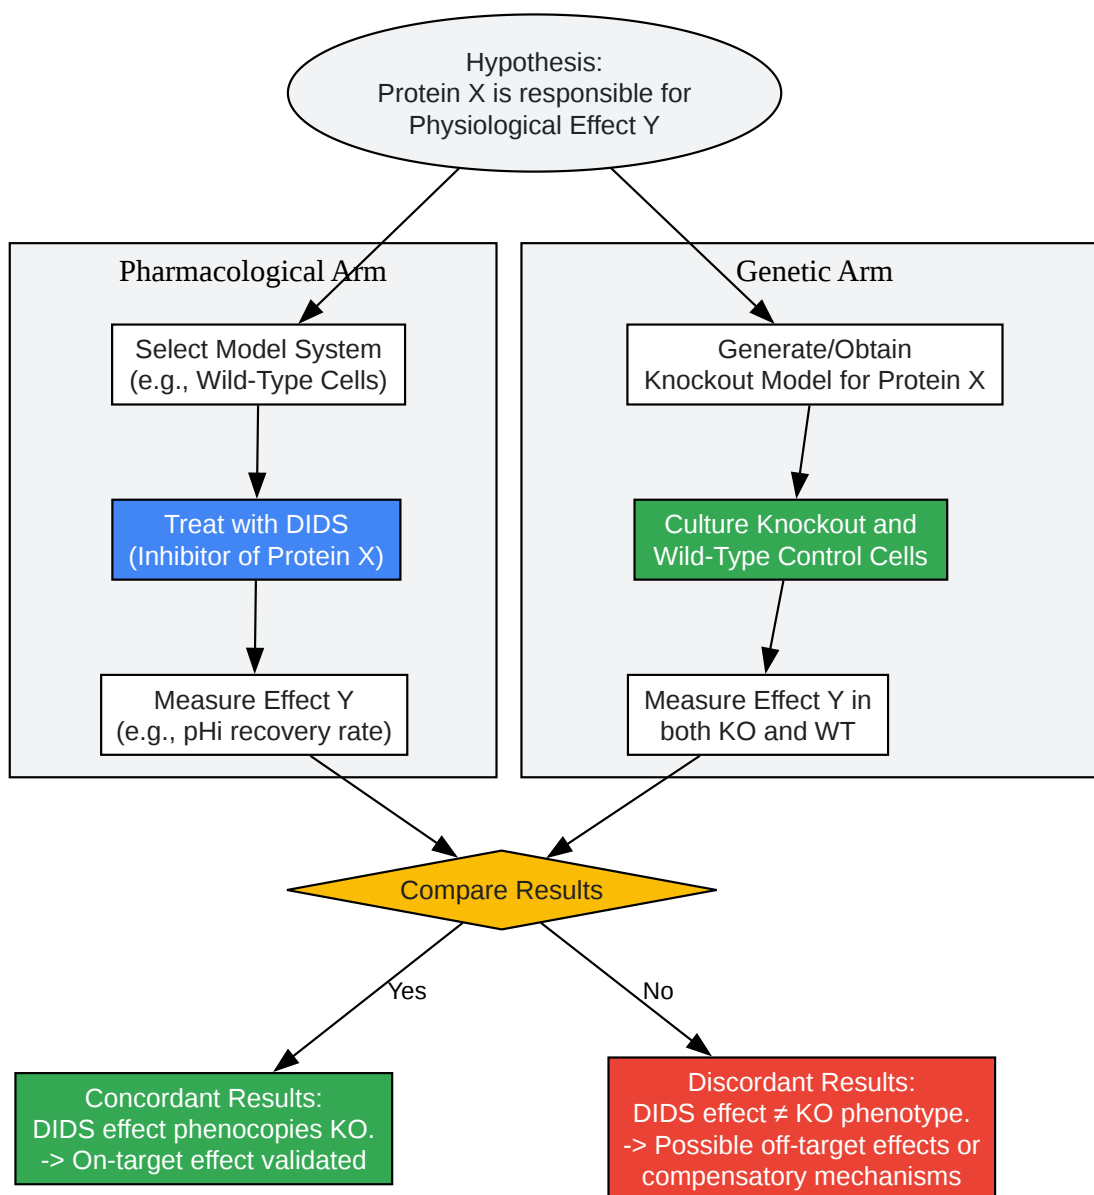 Hypothesis:
Protein X is responsible for
Physiological Effect Y
Pharmacological Arm
Select Model System
(e.g., Wild-Type Cells)
Treat with DIDS
(Inhibitor of Protein X)
Measure Effect Y
(e.g., pHi recovery rate)
Genetic Arm
Generate/Obtain
Knockout Model for Protein X
Culture Knockout and
Wild-Type Control Cells
Measure Effect Y in
both KO and WT
Compare Results
Yes
No
Concordant Results:
DIDS effect phenocopies KO.
-> On-target effect validated
Discordant Results:
DIDS effect ≠ KO phenotype.
-> Possible off-target effects or
compensatory mechanisms